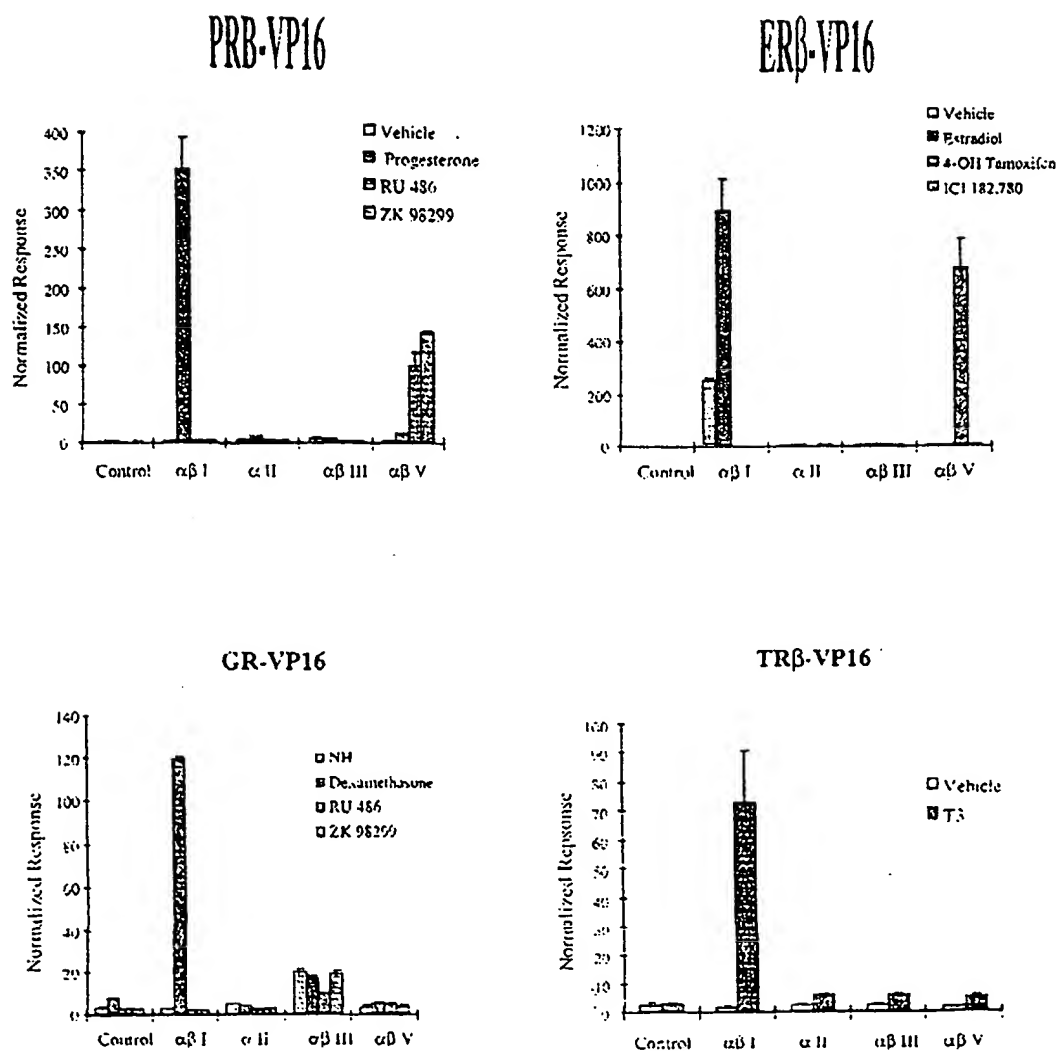 PRB-VP16
Normalized Response
400
350
300
250
200
150
100
50
0
Vehicle
Progesterone
RU 486
ZK 98299
Control αβ I α II αβ III αβ V
ERβ-VP16
Normalized Response
1200
1000
800
600
400
200
0
Vehicle
Estradiol
4-OH Tamoxifen
ICI 182,780
Control αβ I α II αβ III αβ V
GR-VP16
Normalized Response
140
120
100
80
60
40
20
0
NH
Dexamethasone
RU 486
ZK 98299
Control αβ I α II αβ III αβ V
TRβ-VP16
Normalized Repsonse
100
90
80
70
60
50
40
30
20
10
0
Vehicle
T3
Control αβ I α II αβ III αβ V